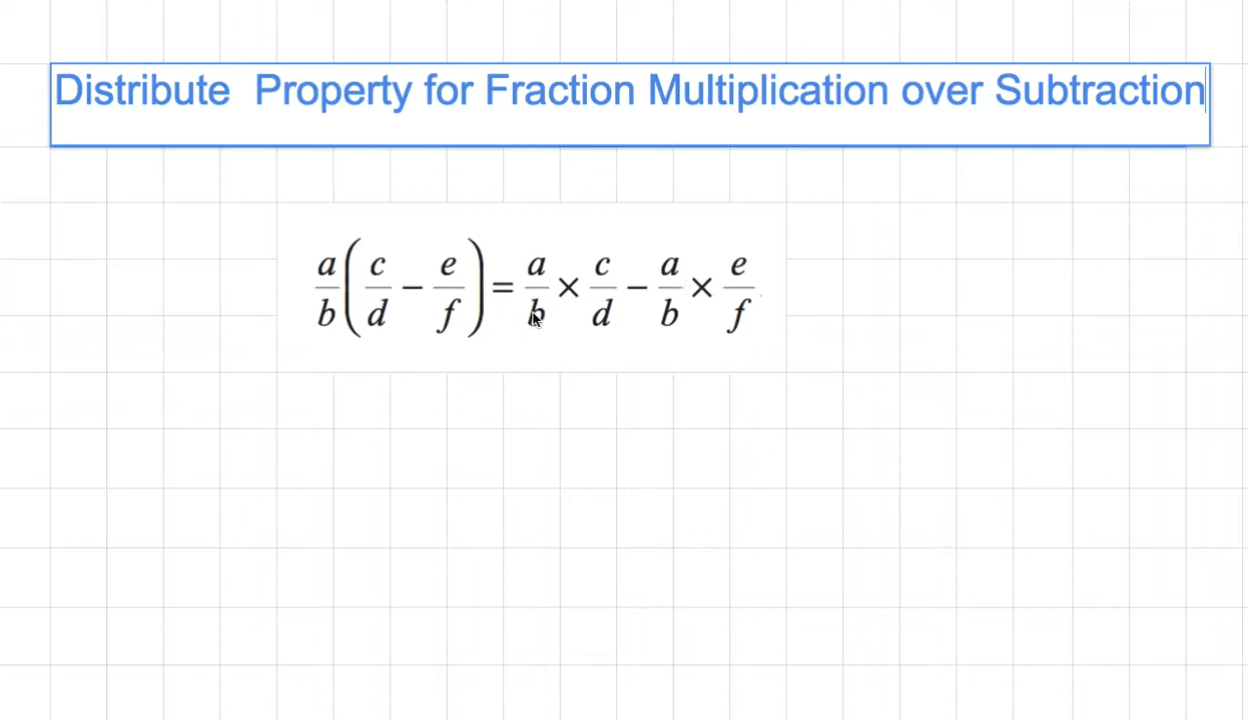 Distribute  Property for Fraction Multiplication over Subtraction
a/b(c/d − e/f) = a/b × c/d − a/b × e/f